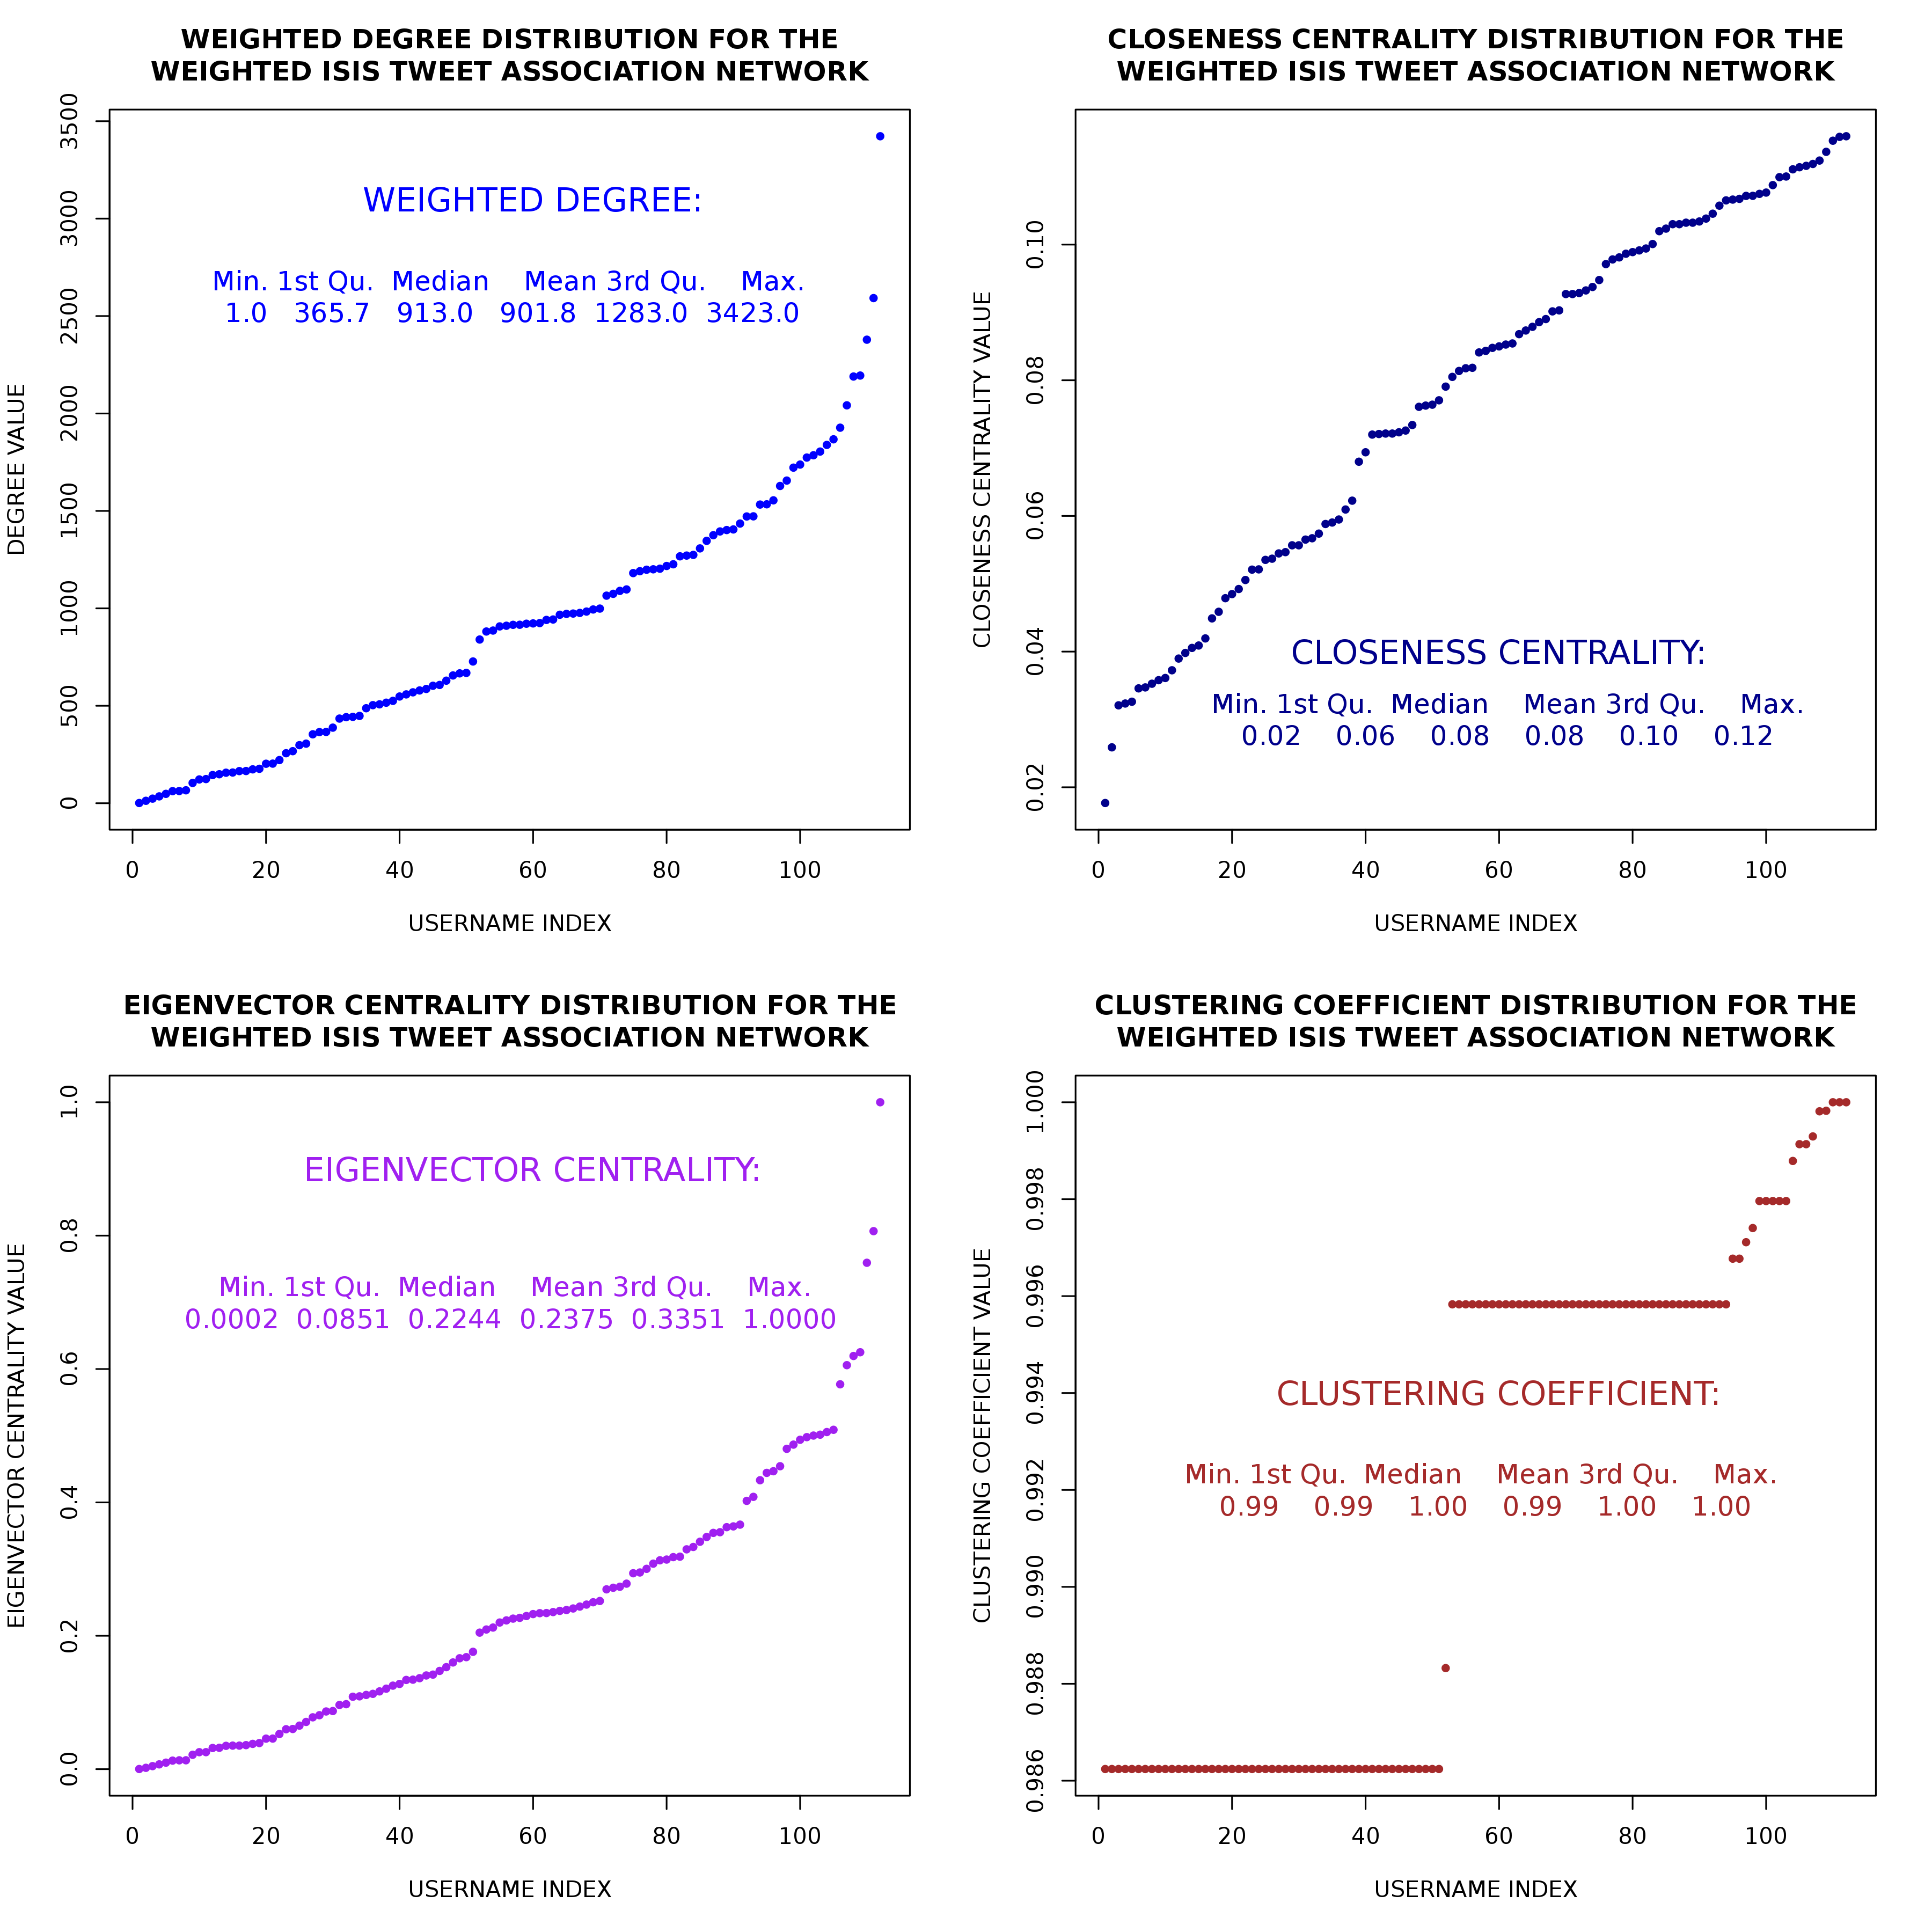 WEIGHTED DEGREE DISTRIBUTION FOR THE
WEIGHTED ISIS TWEET ASSOCIATION NETWORK
DEGREE VALUE
3500
3000
2500
2000
1500
1000
500
0
WEIGHTED DEGREE:
Min. 1st Qu. Median Mean 3rd Qu. Max.
1.0 365.7 913.0 901.8 1283.0 3423.0
0 20 40 60 80 100
USERNAME INDEX
CLOSENESS CENTRALITY DISTRIBUTION FOR THE
WEIGHTED ISIS TWEET ASSOCIATION NETWORK
CLOSENESS CENTRALITY VALUE
0.10
0.08
0.06
0.04
0.02
CLOSENESS CENTRALITY:
Min. 1st Qu. Median Mean 3rd Qu. Max.
0.02 0.06 0.08 0.08 0.10 0.12
0 20 40 60 80 100
USERNAME INDEX
EIGENVECTOR CENTRALITY DISTRIBUTION FOR THE
WEIGHTED ISIS TWEET ASSOCIATION NETWORK
EIGENVECTOR CENTRALITY VALUE
1.0
0.8
0.6
0.4
0.2
0.0
EIGENVECTOR CENTRALITY:
Min. 1st Qu. Median Mean 3rd Qu. Max.
0.0002 0.0851 0.2244 0.2375 0.3351 1.0000
0 20 40 60 80 100
USERNAME INDEX
CLUSTERING COEFFICIENT DISTRIBUTION FOR THE
WEIGHTED ISIS TWEET ASSOCIATION NETWORK
CLUSTERING COEFFICIENT VALUE
1.000
0.998
0.996
0.994
0.992
0.990
0.988
0.986
CLUSTERING COEFFICIENT:
Min. 1st Qu. Median Mean 3rd Qu. Max.
0.99 0.99 1.00 0.99 1.00 1.00
0 20 40 60 80 100
USERNAME INDEX